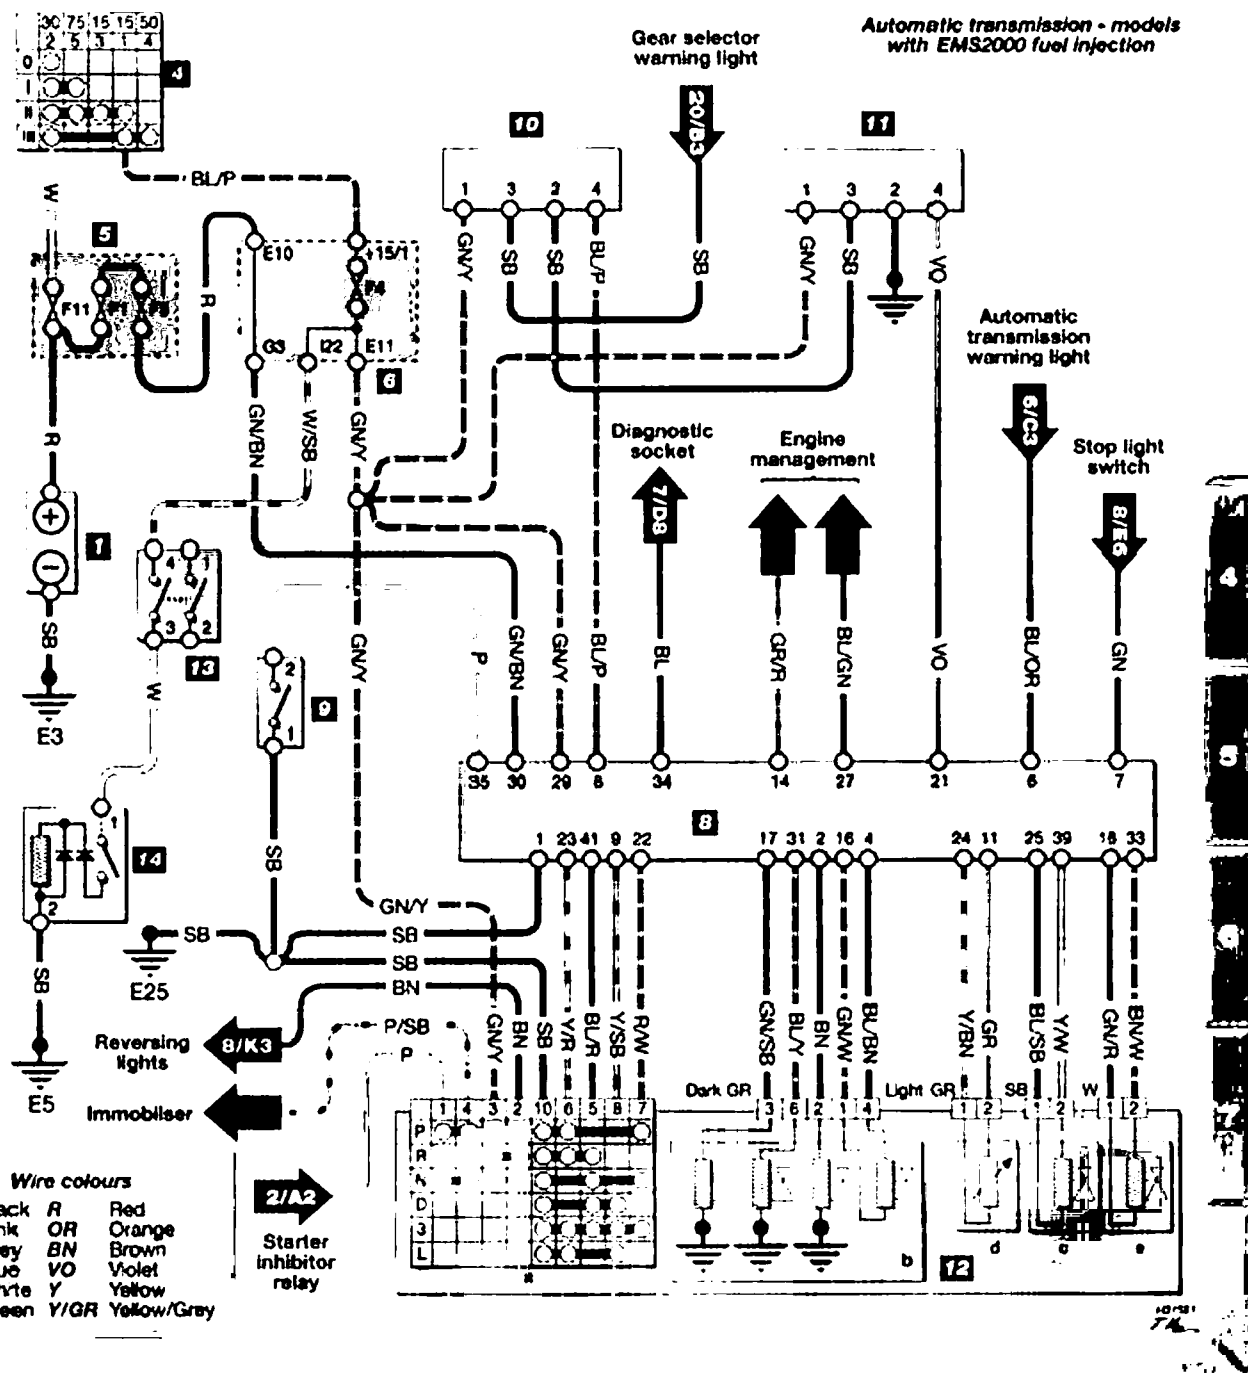 Automatic transmission - models
with EMS2000 fuel injection
30 75 15 15 50
2 5 3 1 4
0
I
II
III
4
Gear selector
warning light
20/B3
10
11
1 3 2 4
1 3 2 4
BL/P
W
5
F11 F1
R
E10
+15/1
F4
G3
I22
E11
6
GN/Y
SB
SB
BL/P
SB
GN/Y
SB
VO
Automatic
transmission
warning light
6/C3
Stop light
switch
8/E6
Diagnostic
socket
7/D8
Engine
management
R
GN/BN
W/SB
GN/Y
1
SB
E3
4 1
3 2
13
W
2
1
9
GN/Y
P
GN/BN
GN/Y
BL/P
BL
GR/R
BL/GN
VO
BL/OR
GN
4
5
35 30 29 8 34 14 27 21 6 7
8
1 23 41 9 22 17 31 2 16 4 24 11 25 39 18 33
1
2
14
SB
SB
E5
SB
E25
GN/Y
SB
SB
BN
P/SB
P
Reversing
lights
8/K3
Immobiliser
GN/Y
BN
SB
Y/R
BL/R
Y/SB
R/W
GN/SB
BL/Y
BN
GN/W
BL/BN
Y/BN
GR
BL/SB
Y/W
GN/R
BN/W
Dark GR
Light GR
SB
W
1 4 3 2 10 6 5 8 7
3 6 2 1 4
1 2
1 2
1 2
P
R
N
D
3
L
b
12
d
c
e
2/A2
Starter
inhibitor
relay
Wire colours
R Red
OR Orange
BN Brown
VO Violet
Y Yellow
Y/GR Yellow/Grey